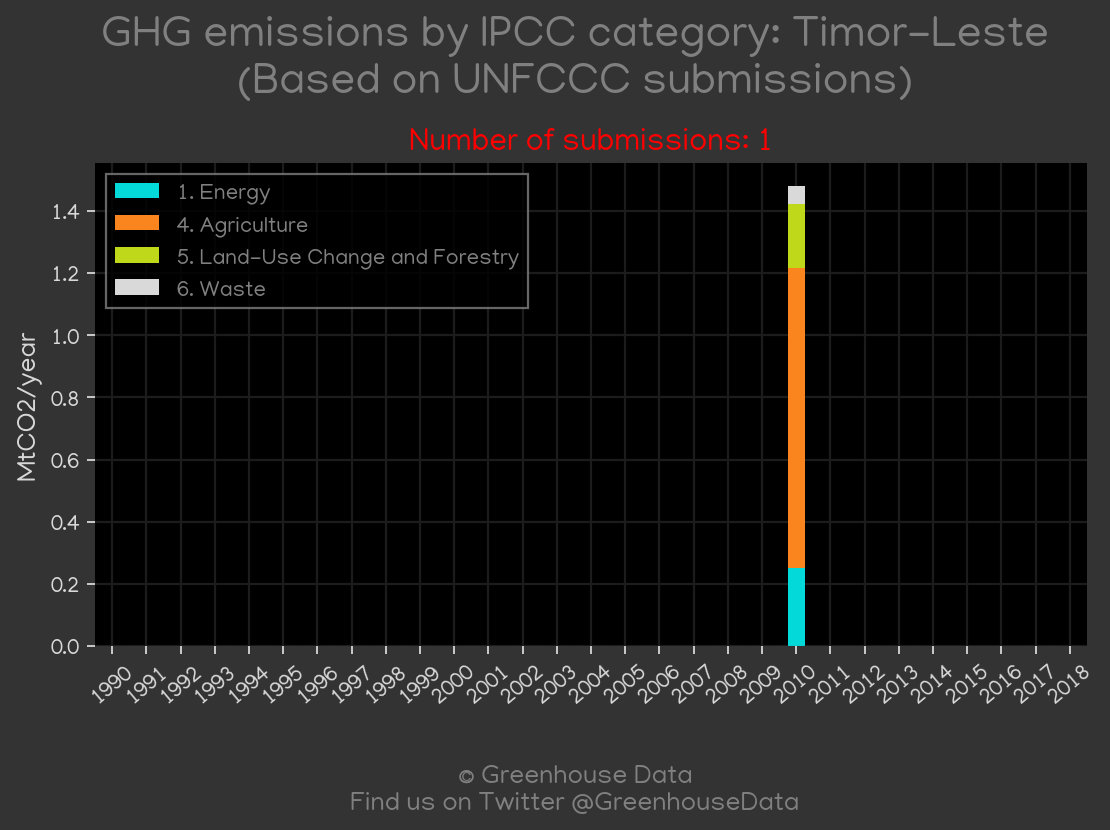 GHG emissions by IPCC category: Timor-Leste
(Based on UNFCCC submissions)
Number of submissions: 1
1. Energy
4. Agriculture
5. Land-Use Change and Forestry
6. Waste
MtCO2/year
1.4
1.2
1.0
0.8
0.6
0.4
0.2
0.0
1990 1991 1992 1993 1994 1995 1996 1997 1998 1999 2000 2001 2002 2003 2004 2005 2006 2007 2008 2009 2010 2011 2012 2013 2014 2015 2016 2017 2018
© Greenhouse Data
Find us on Twitter @GreenhouseData